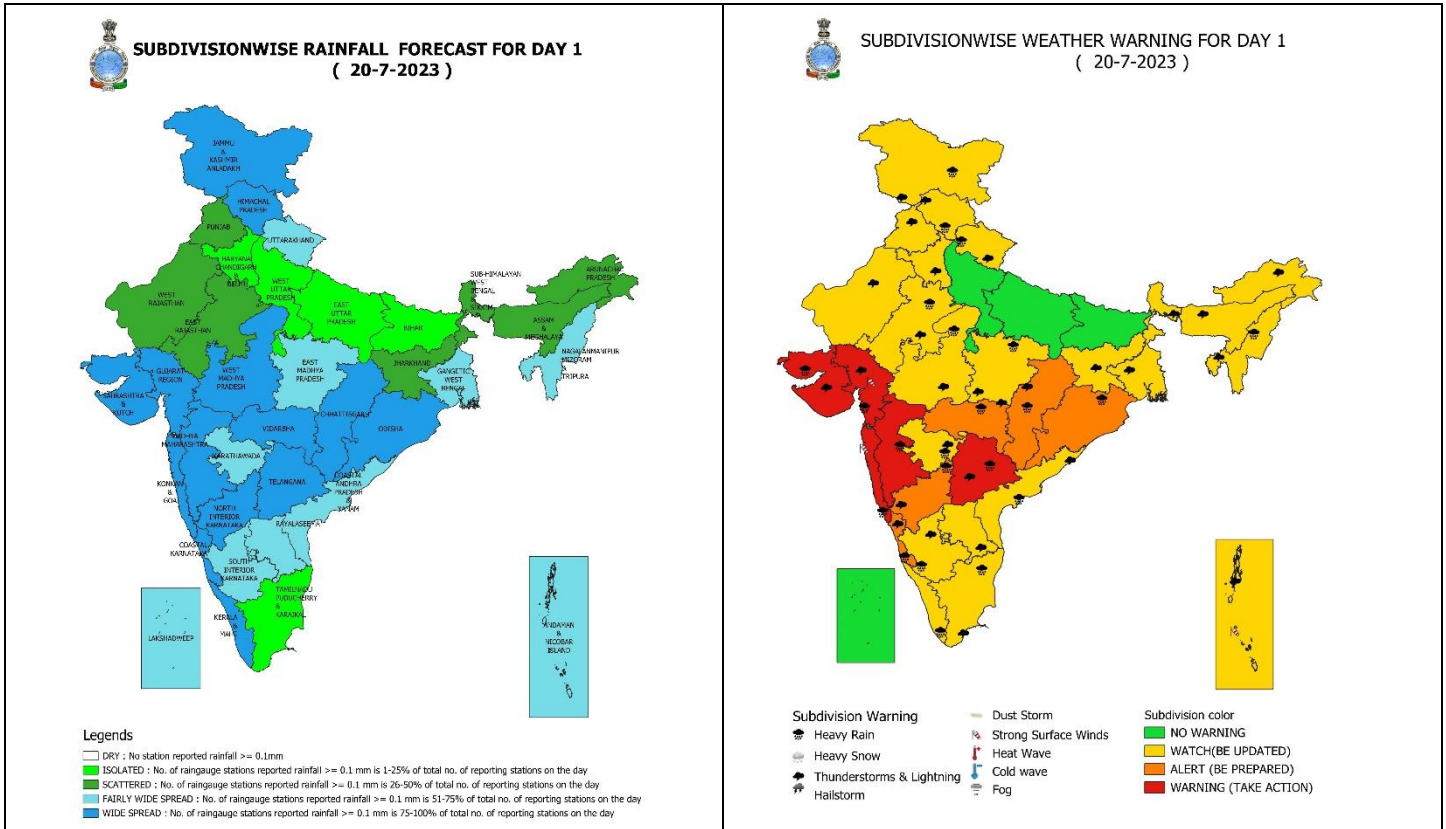 SUBDIVISIONWISE RAINFALL FORECAST FOR DAY 1
( 20-7-2023 )
JAMMU
&
KASHMIR
ANLADAKH
HIMACHAL
PRADESH
PUNJAB
UTTARAKHAND
HARYANA
CHANDIGARH
&
DELHI
WEST
UTTAR
PRADESH
EAST
UTTAR
PRADESH
BIHAR
SUB-HIMALAYAN
WEST
BENGAL
&
SIKKIM
ARUNACHAL
PRADESH
ASSAM
&
MEGHALAYA
NAGALANMANIPUR
MIZORAM
&
TRIPURA
WEST
RAJASTHAN
EAST
RAJASTHAN
JHARKHAND
GANGETIC
WEST
BENGAL
GUJARAT
REGION
WEST
MADHYA
PRADESH
EAST
MADHYA
PRADESH
SAURASHTRA
&
KUTCH
CHHATTISGARH
ODISHA
VIDARBHA
MADHYA
MAHARASHTRA
MARATHAWADA
KONKAN
&
GOA
TELANGANA
COASTAL
ANDHRA
PRADESH
&
YANAM
NORTH
INTERIOR
KARNATAKA
RAYALASEEMA
COASTAL
KARNATAKA
SOUTH
INTERIOR
KARNATAKA
TAMILNADU
PUDUCHERRY
&
KARAIKAL
KERALA
&
MAHE
LAKSHADWEEP
ANDAMAN
&
NICOBAR
ISLAND
Legends
DRY : No station reported rainfall >= 0.1mm
ISOLATED : No. of raingauge stations reported rainfall >= 0.1 mm is 1-25% of total no. of reporting stations on the day
SCATTERED : No. of raingauge stations reported rainfall >= 0.1 mm is 26-50% of total no. of reporting stations on the day
FAIRLY WIDE SPREAD : No. of raingauge stations reported rainfall >= 0.1 mm is 51-75% of total no. of reporting stations on the day
WIDE SPREAD : No. of raingauge stations reported rainfall >= 0.1 mm is 75-100% of total no. of reporting stations on the day
SUBDIVISIONWISE WEATHER WARNING FOR DAY 1
( 20-7-2023 )
Subdivision Warning
Heavy Rain
Heavy Snow
Thunderstorms & Lightning
Hailstorm
Dust Storm
Strong Surface Winds
Heat Wave
Cold wave
Fog
Subdivision color
NO WARNING
WATCH(BE UPDATED)
ALERT (BE PREPARED)
WARNING (TAKE ACTION)